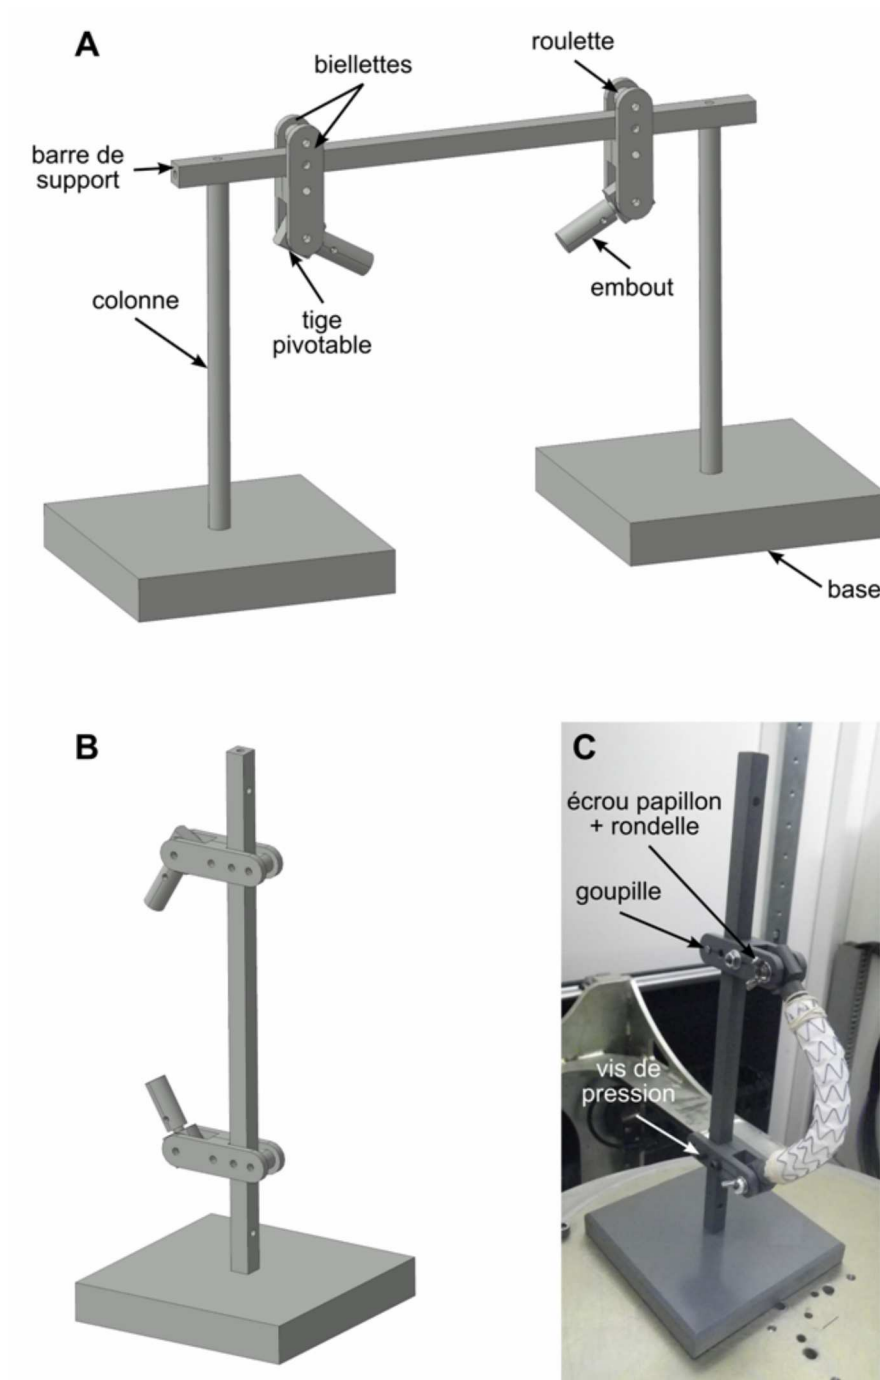 A
biellettes
roulette
barre de
support
colonne
tige
pivotable
embout
base
B
C
écrou papillon
+ rondelle
goupille
vis de
pression